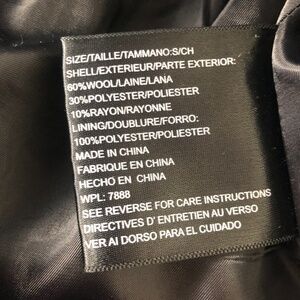 SIZE/TAILLE/TAMMANO:S/CH
SHELL/EXTERIEUR/PARTE EXTERIOR:
60%WOOL/LAINE/LANA
30%POLYESTER/POLIESTER
10%RAYON/RAYONNE
LINING/DOUBLURE/FORRO:
100%POLYESTER/POLIESTER
MADE IN CHINA
FABRIQUE EN CHINA
HECHO EN CHINA
WPL: 7888
SEE REVERSE FOR CARE INSTRUCTIONS
DIRECTIVES D' ENTRETIEN AU VERSO
VER AI DORSO PARA EL CUIDADO